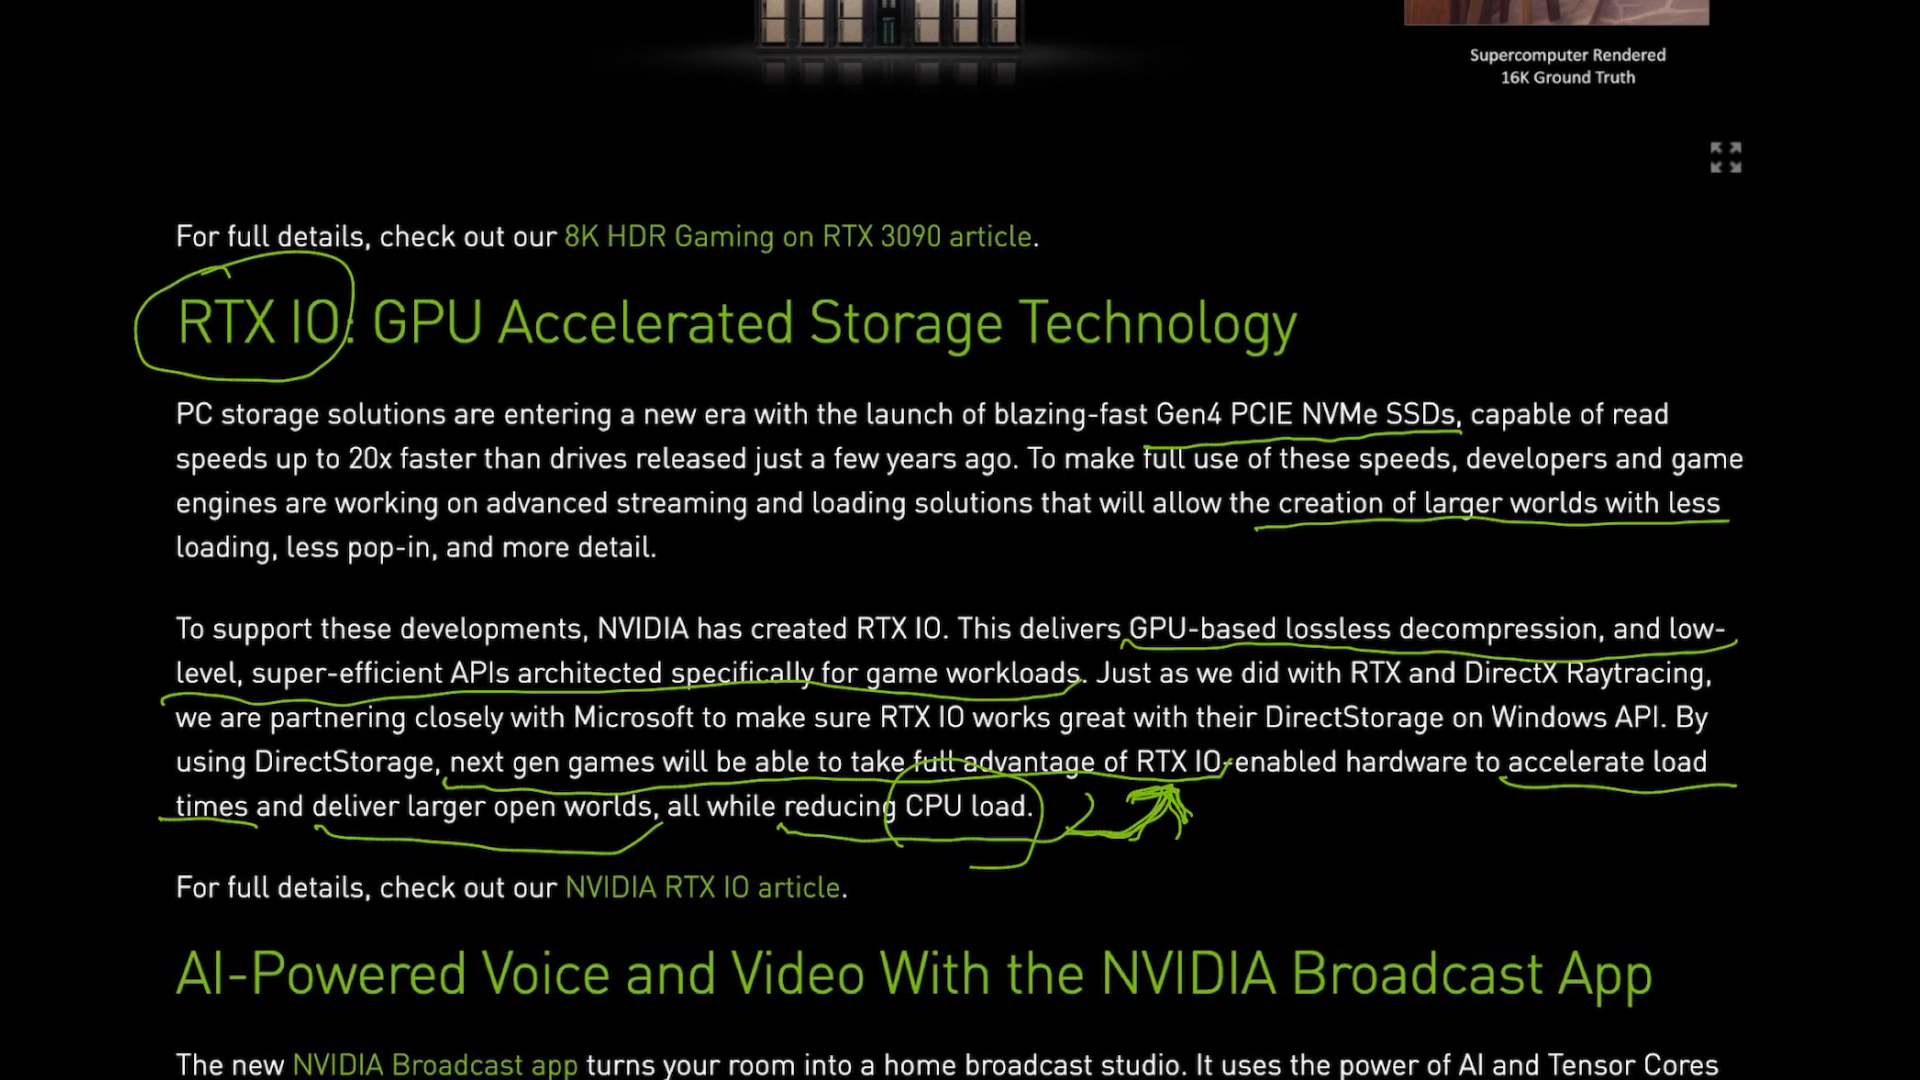 Supercomputer Rendered
16K Ground Truth
For full details, check out our 8K HDR Gaming on RTX 3090 article.
RTX IO: GPU Accelerated Storage Technology
PC storage solutions are entering a new era with the launch of blazing-fast Gen4 PCIE NVMe SSDs, capable of read
speeds up to 20x faster than drives released just a few years ago. To make full use of these speeds, developers and game
engines are working on advanced streaming and loading solutions that will allow the creation of larger worlds with less
loading, less pop-in, and more detail.
To support these developments, NVIDIA has created RTX IO. This delivers GPU-based lossless decompression, and low-
level, super-efficient APIs architected specifically for game workloads. Just as we did with RTX and DirectX Raytracing,
we are partnering closely with Microsoft to make sure RTX IO works great with their DirectStorage on Windows API. By
using DirectStorage, next gen games will be able to take full advantage of RTX IO-enabled hardware to accelerate load
times and deliver larger open worlds, all while reducing CPU load.
For full details, check out our NVIDIA RTX IO article.
AI-Powered Voice and Video With the NVIDIA Broadcast App
The new NVIDIA Broadcast app turns your room into a home broadcast studio. It uses the power of AI and Tensor Cores